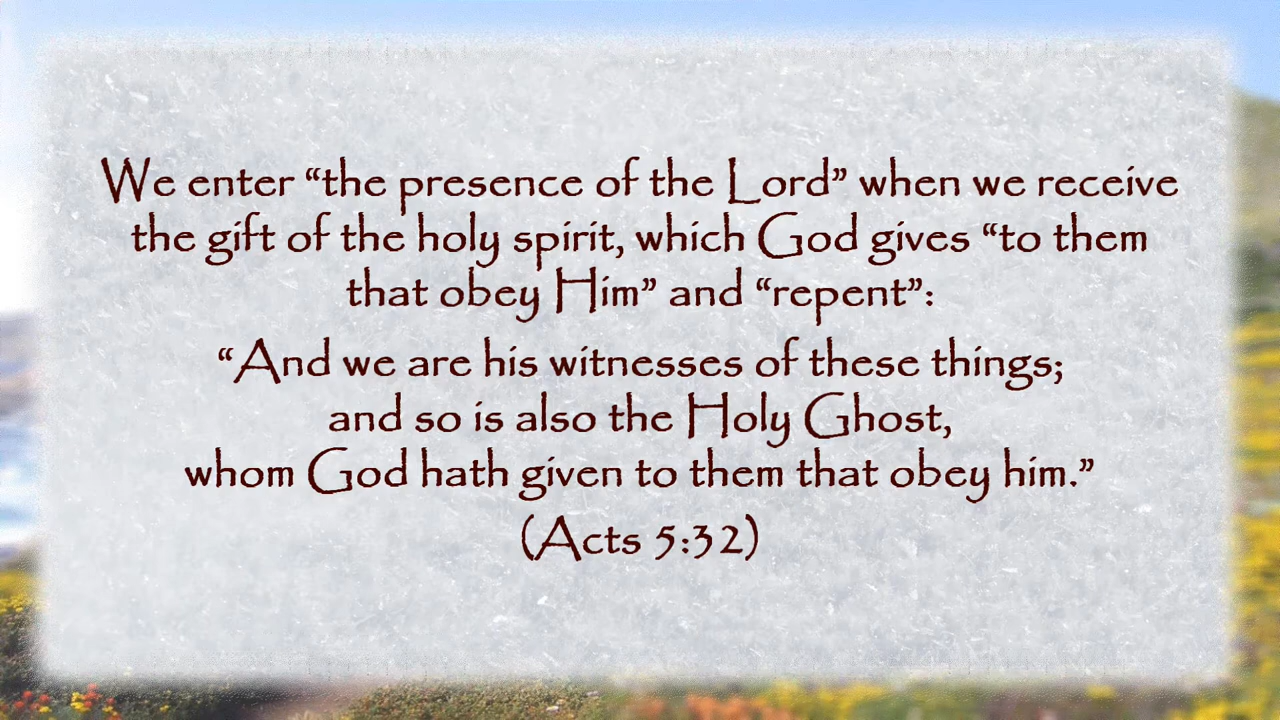 We enter “the presence of the Lord” when we receive
the gift of the holy spirit, which God gives “to them
that obey Him” and “repent”:
“And we are his witnesses of these things;
and so is also the Holy Ghost,
whom God hath given to them that obey him.”
(Acts 5:32)